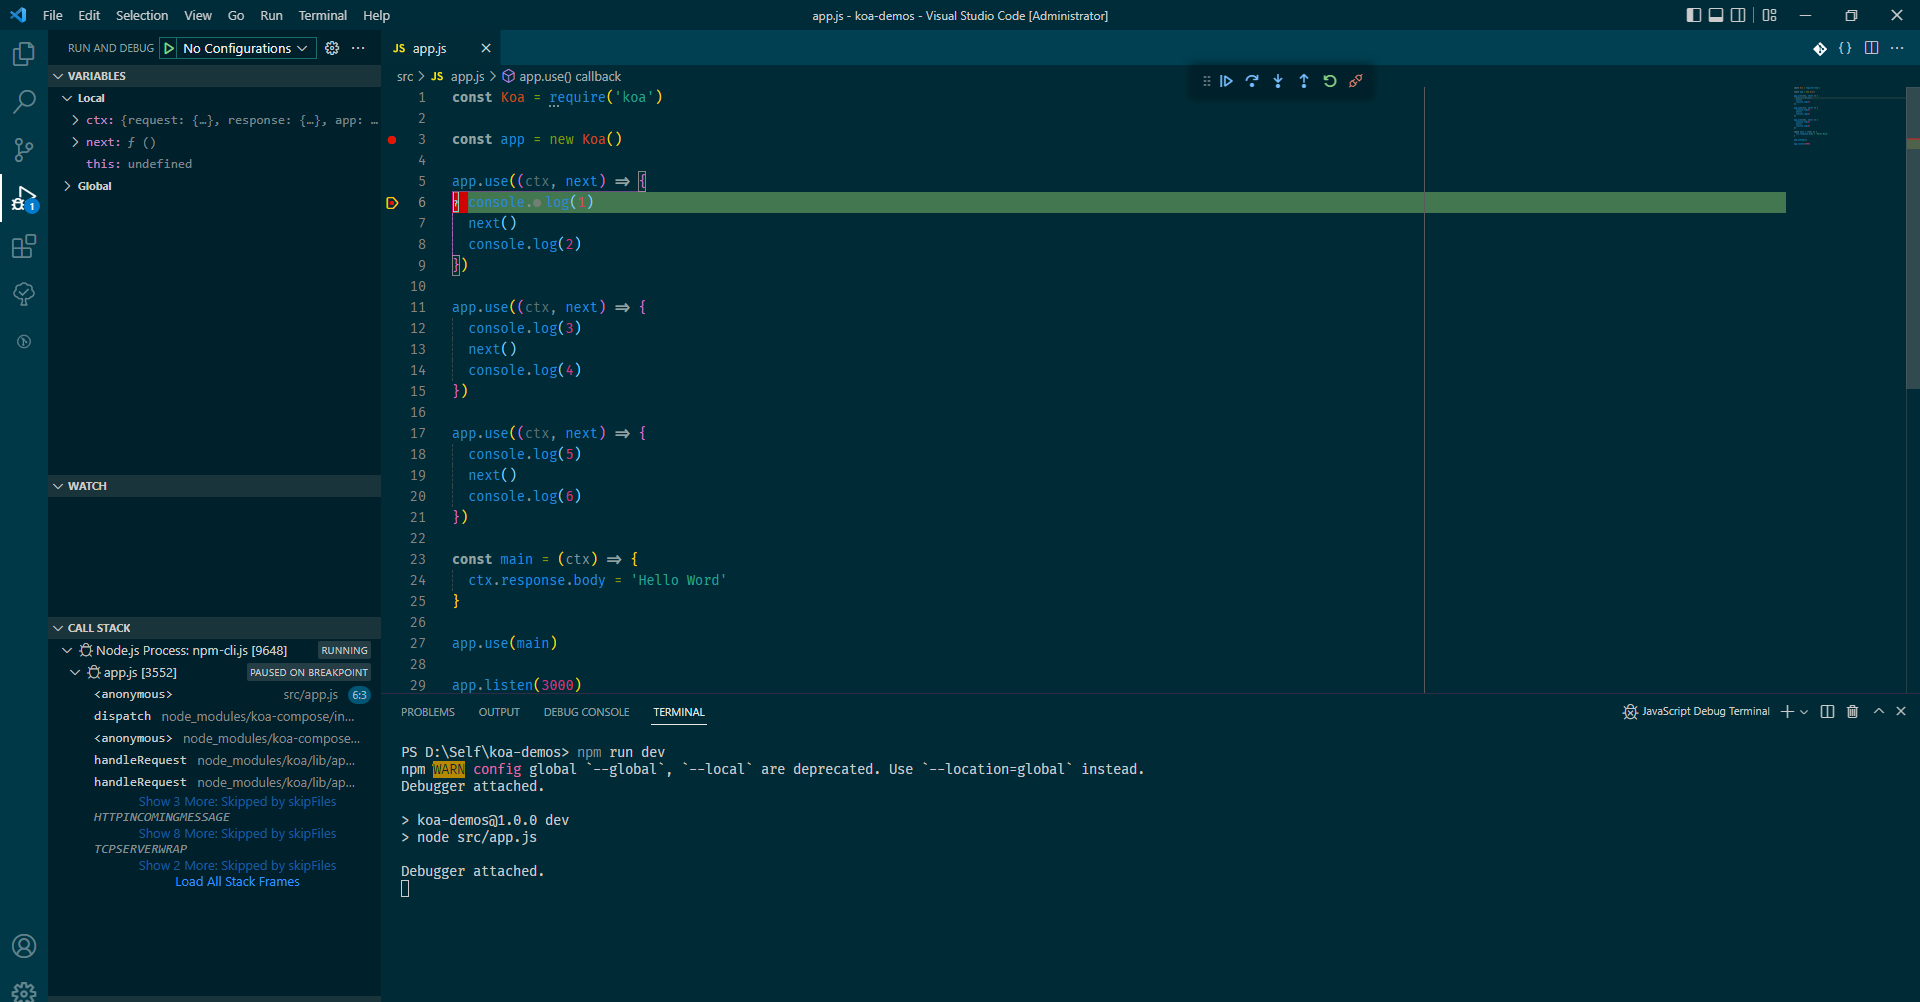 File Edit Selection View Go Run Terminal Help
app.js - koa-demos - Visual Studio Code [Administrator]
RUN AND DEBUG No Configurations ···
JS app.js
src > JS app.js > app.use() callback
VARIABLES
Local
ctx: {request: {…}, response: {…}, app: …
next: ƒ ()
this: undefined
Global
WATCH
CALL STACK
Node.js Process: npm-cli.js [9648] RUNNING
app.js [3552] PAUSED ON BREAKPOINT
<anonymous> src/app.js 6:3
dispatch node_modules/koa-compose/in...
<anonymous> node_modules/koa-compose...
handleRequest node_modules/koa/lib/ap...
handleRequest node_modules/koa/lib/ap...
Show 3 More: Skipped by skipFiles
HTTPINCOMINGMESSAGE
Show 8 More: Skipped by skipFiles
TCPSERVERWRAP
Show 2 More: Skipped by skipFiles
Load All Stack Frames
1
1 const Koa = require('koa')
2
3 const app = new Koa()
4
5 app.use((ctx, next) => {
6 console.log(1)
7 next()
8 console.log(2)
9 })
10
11 app.use((ctx, next) => {
12 console.log(3)
13 next()
14 console.log(4)
15 })
16
17 app.use((ctx, next) => {
18 console.log(5)
19 next()
20 console.log(6)
21 })
22
23 const main = (ctx) => {
24 ctx.response.body = 'Hello Word'
25 }
26
27 app.use(main)
28
29 app.listen(3000)
PROBLEMS OUTPUT DEBUG CONSOLE TERMINAL
JavaScript Debug Terminal
PS D:\Self\koa-demos> npm run dev
npm WARN config global `--global`, `--local` are deprecated. Use `--location=global` instead.
Debugger attached.
> koa-demos@1.0.0 dev
> node src/app.js
Debugger attached.